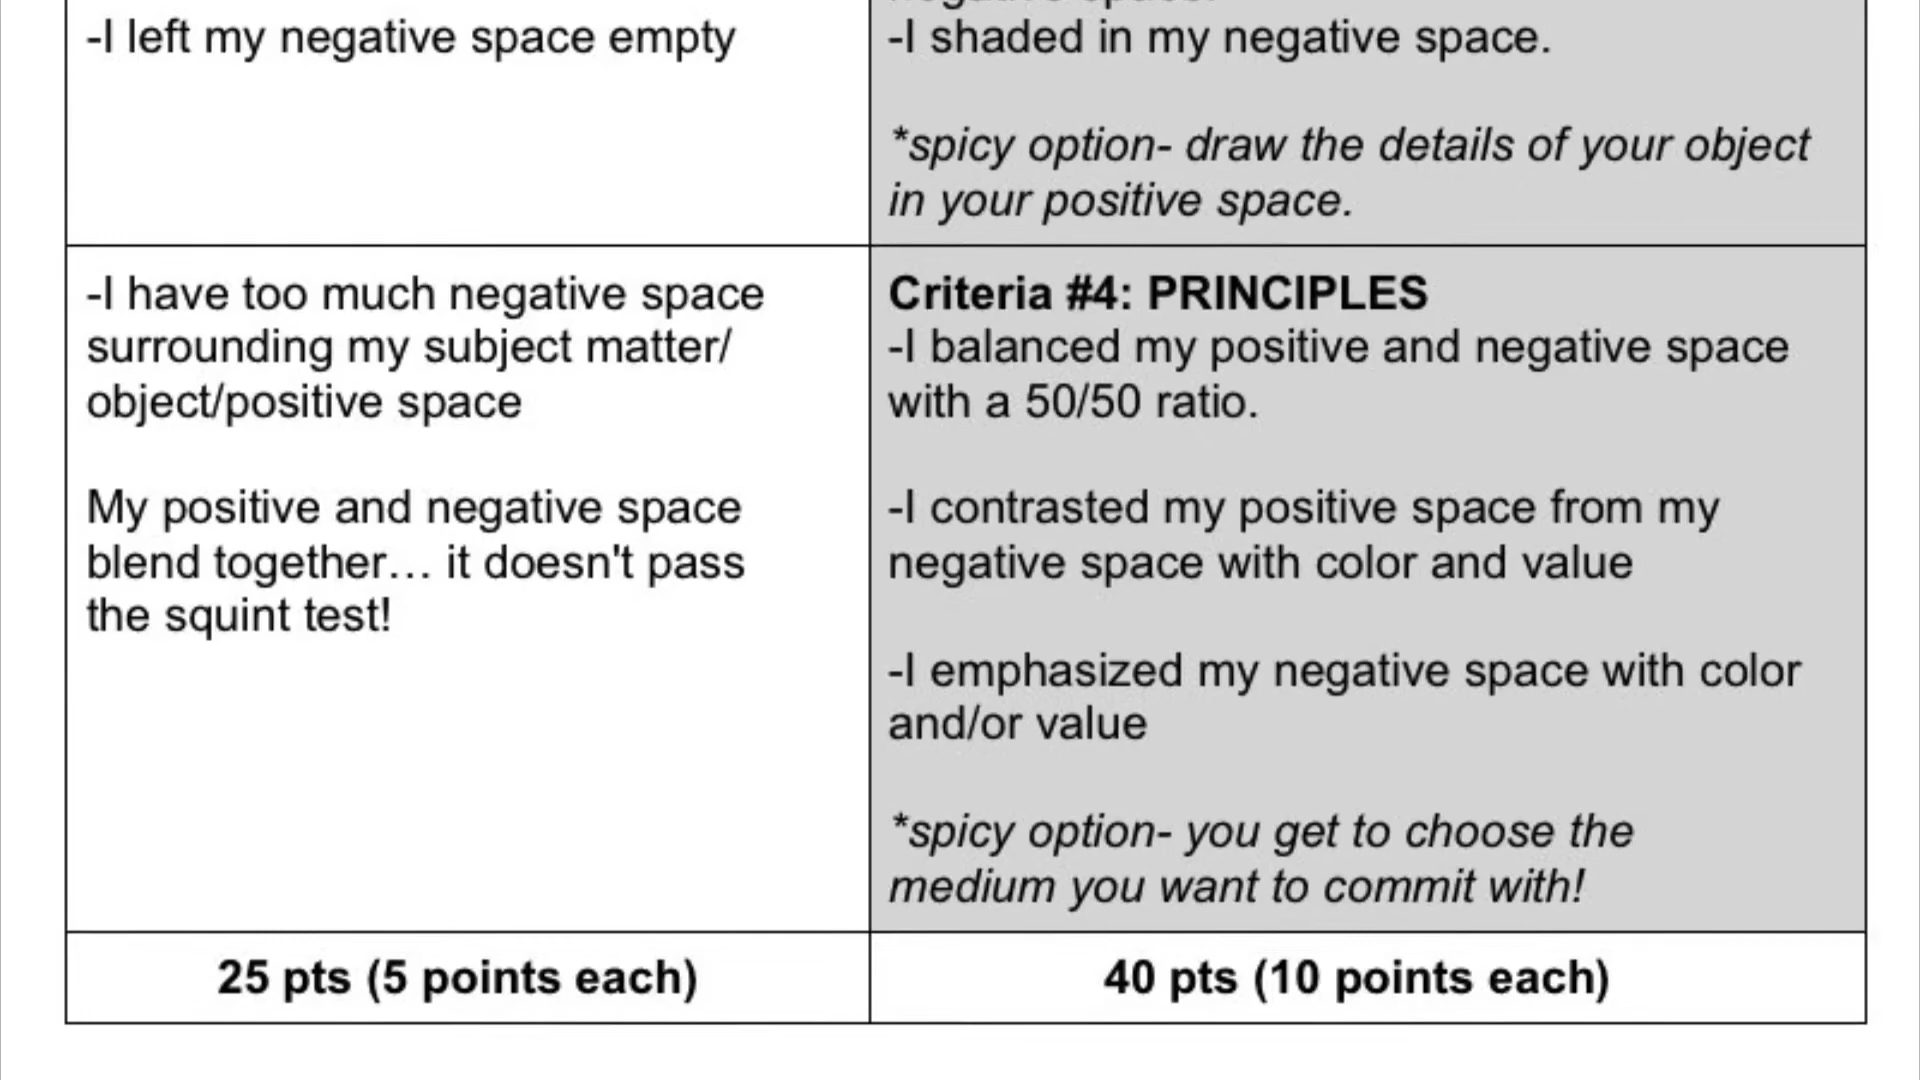 -I left my negative space empty
negative space.
-I shaded in my negative space.
*spicy option- draw the details of your object
in your positive space.
-I have too much negative space
surrounding my subject matter/
object/positive space
My positive and negative space
blend together… it doesn't pass
the squint test!
Criteria #4: PRINCIPLES
-I balanced my positive and negative space
with a 50/50 ratio.
-I contrasted my positive space from my
negative space with color and value
-I emphasized my negative space with color
and/or value
*spicy option- you get to choose the
medium you want to commit with!
25 pts (5 points each)
40 pts (10 points each)